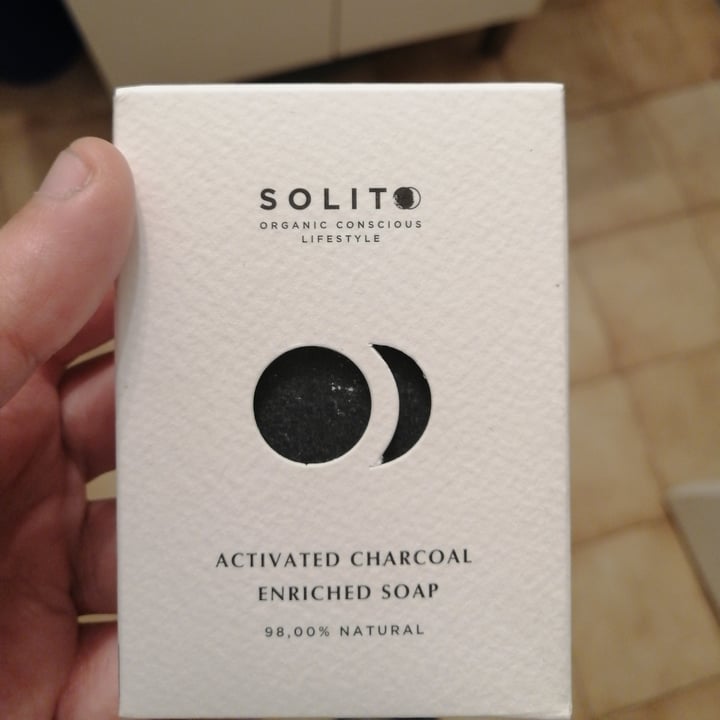 SOLITO
ORGANIC CONSCIOUS
LIFESTYLE
ACTIVATED CHARCOAL
ENRICHED SOAP
98,00% NATURAL